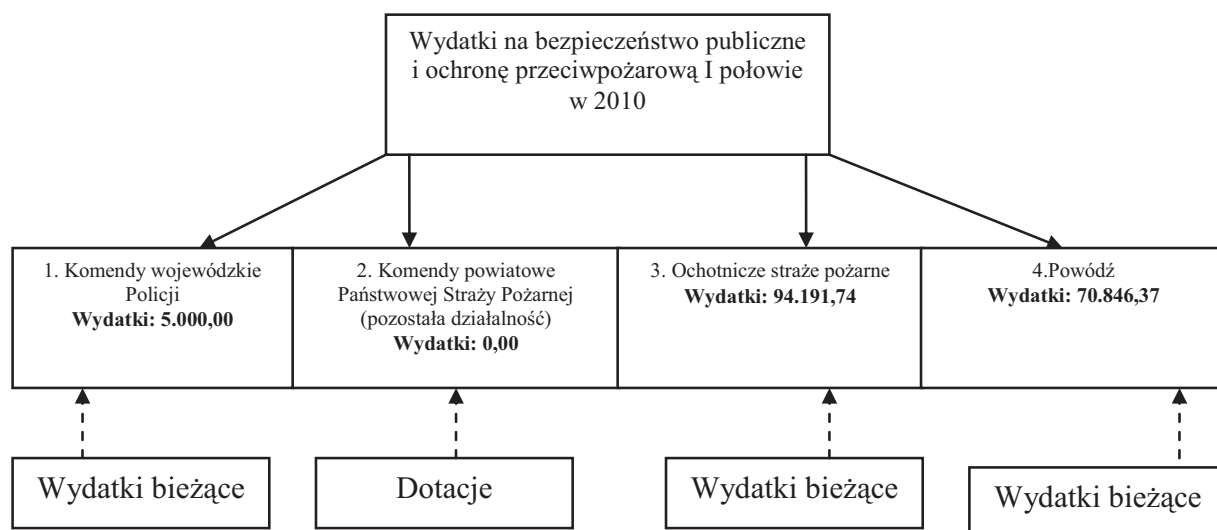 Wydatki na bezpieczeństwo publiczne
i ochronę przeciwpożarową I połowie
w 2010
1. Komendy wojewódzkie
Policji
Wydatki: 5.000,00
2. Komendy powiatowe
Państwowej Straży Pożarnej
(pozostała działalność)
Wydatki: 0,00
3. Ochotnicze straże pożarne
Wydatki: 94.191,74
4.Powódź
Wydatki: 70.846,37
Wydatki bieżące
Dotacje
Wydatki bieżące
Wydatki bieżące